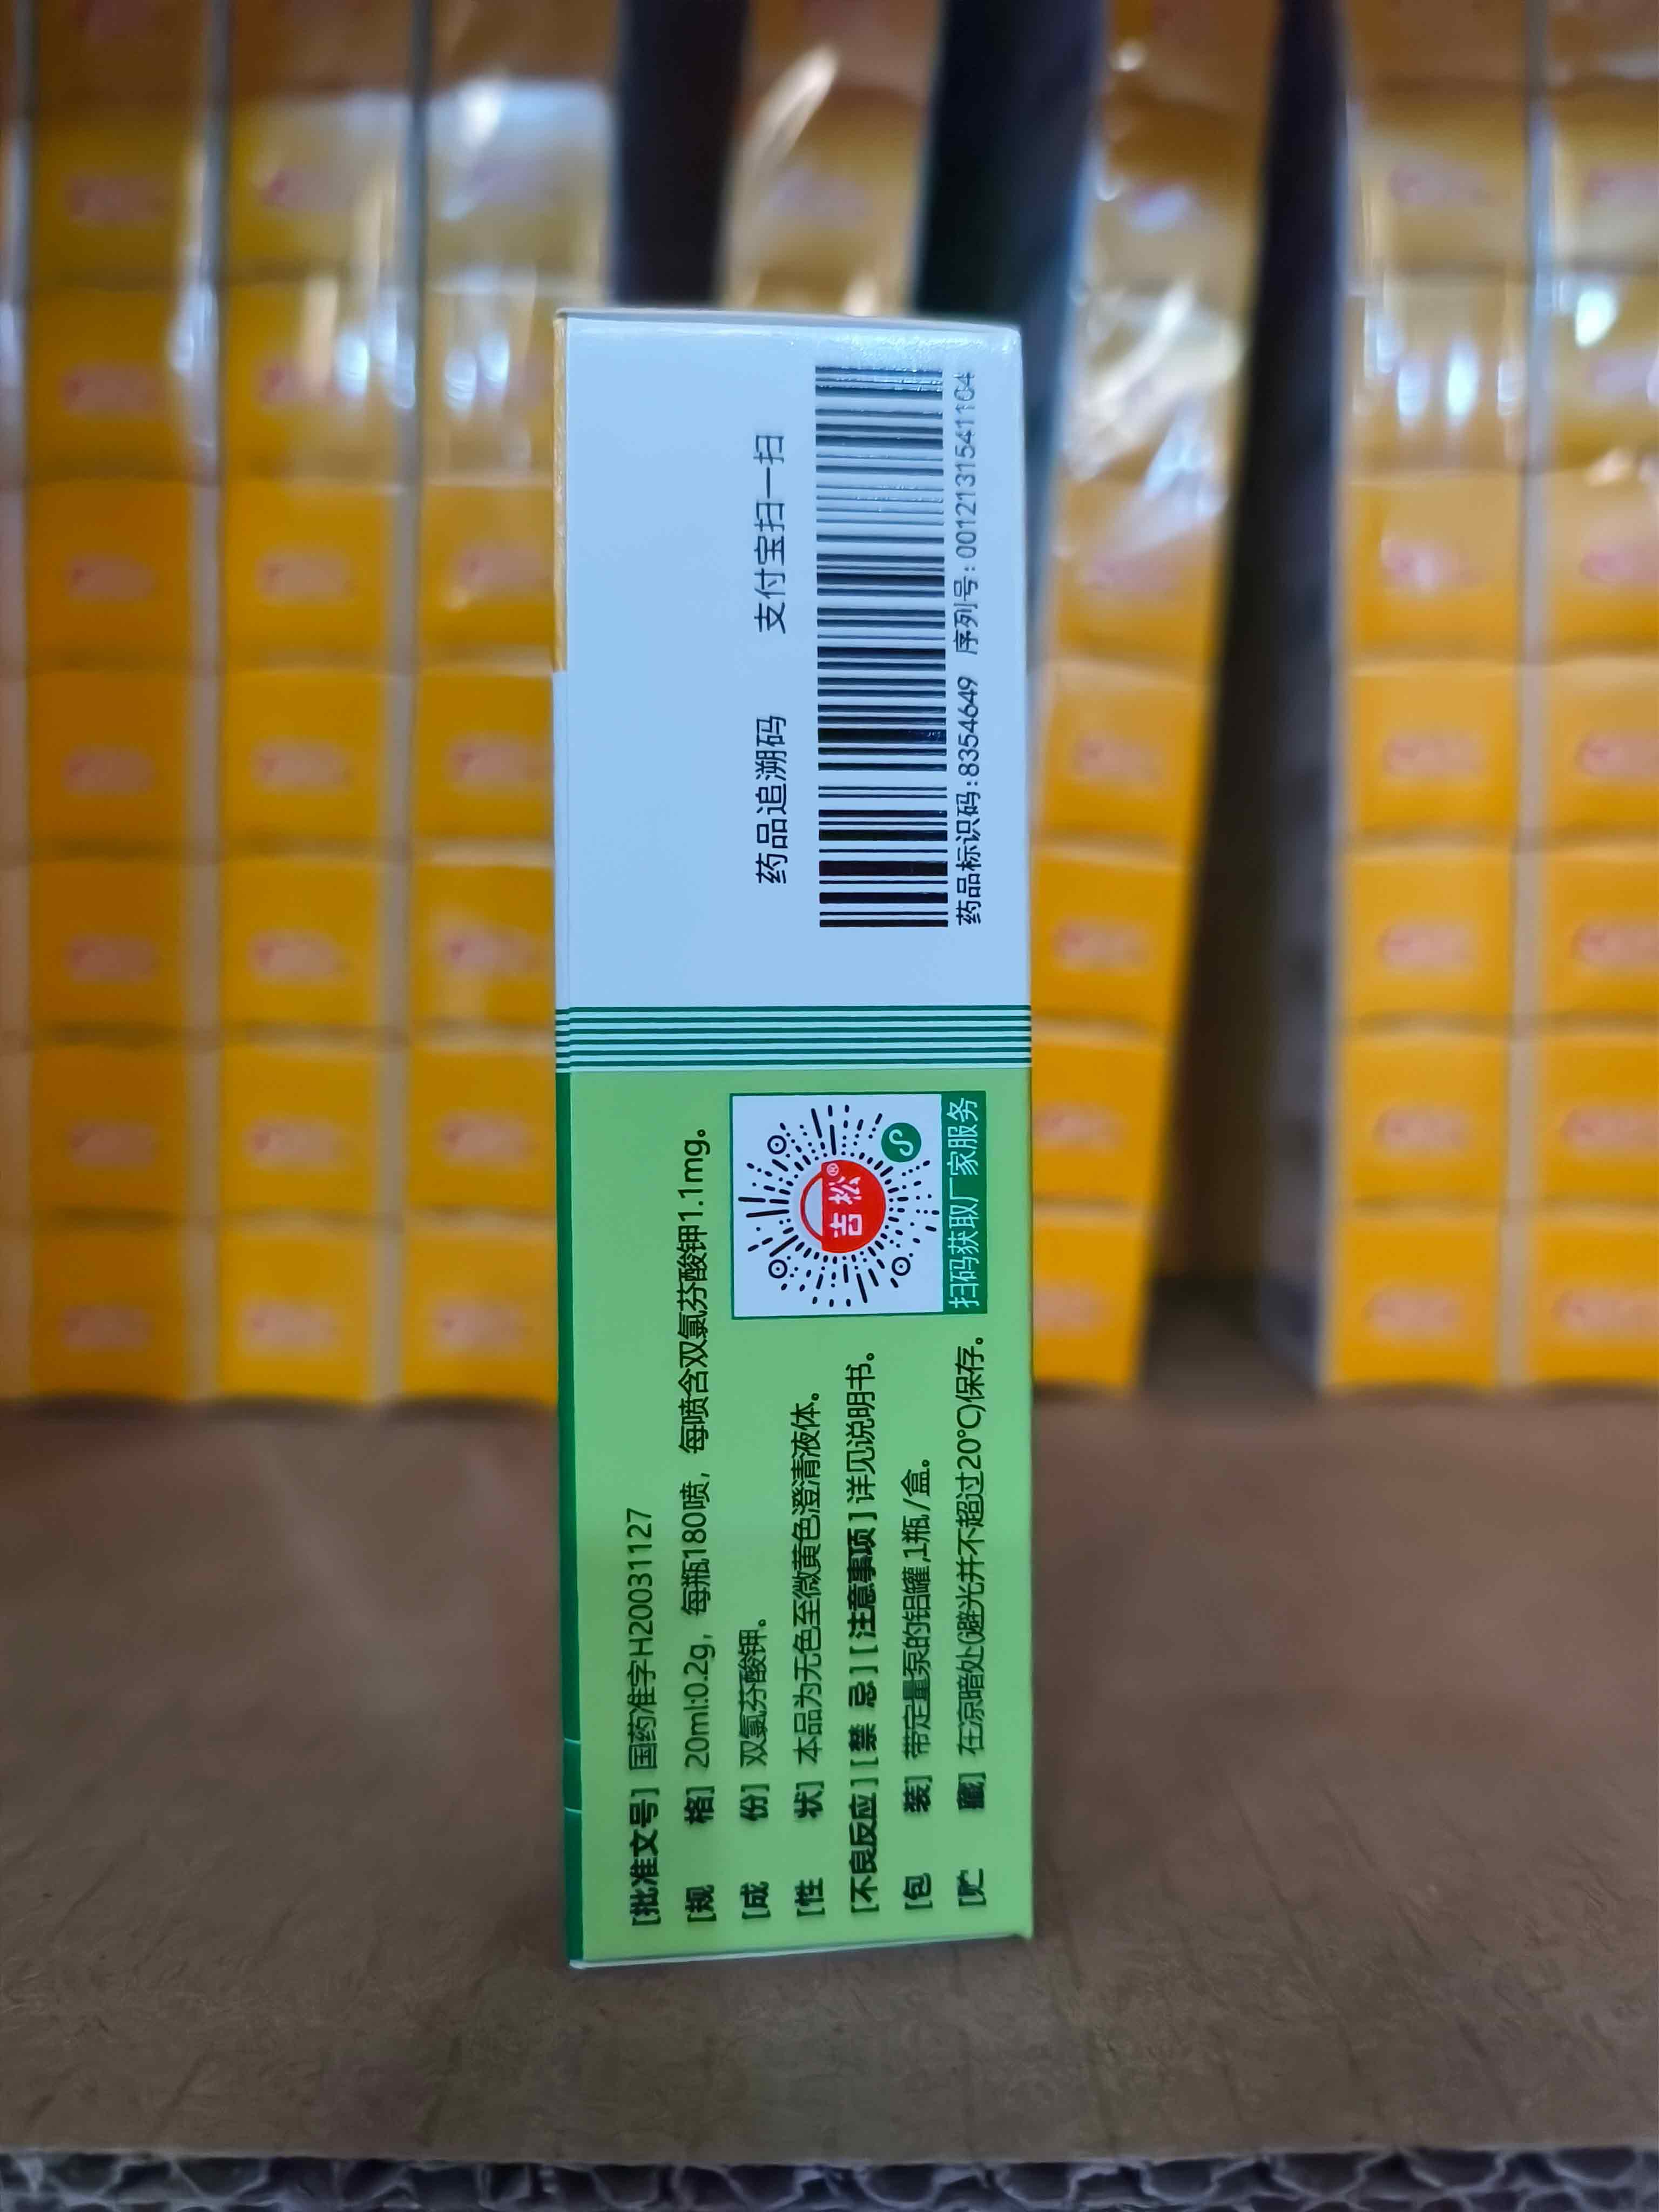 [批准文号] 国药准字H20031127
[规 格] 20ml:0.2g，每瓶180喷，每喷含双氯芬酸钾1.1mg。
[成 份] 双氯芬酸钾。
[性 状] 本品为无色至微黄色澄清液体。
[不良反应] [禁 忌] [注意事项] 详见说明书。
[包 装] 带定量泵的铝罐,1瓶/盒。
[贮 藏] 在凉暗处(避光并不超过20℃)保存。
吉松®
扫码获取厂家服务
药品追溯码 支付宝扫一扫
药品标识码:8354649 序列号:0012131541104